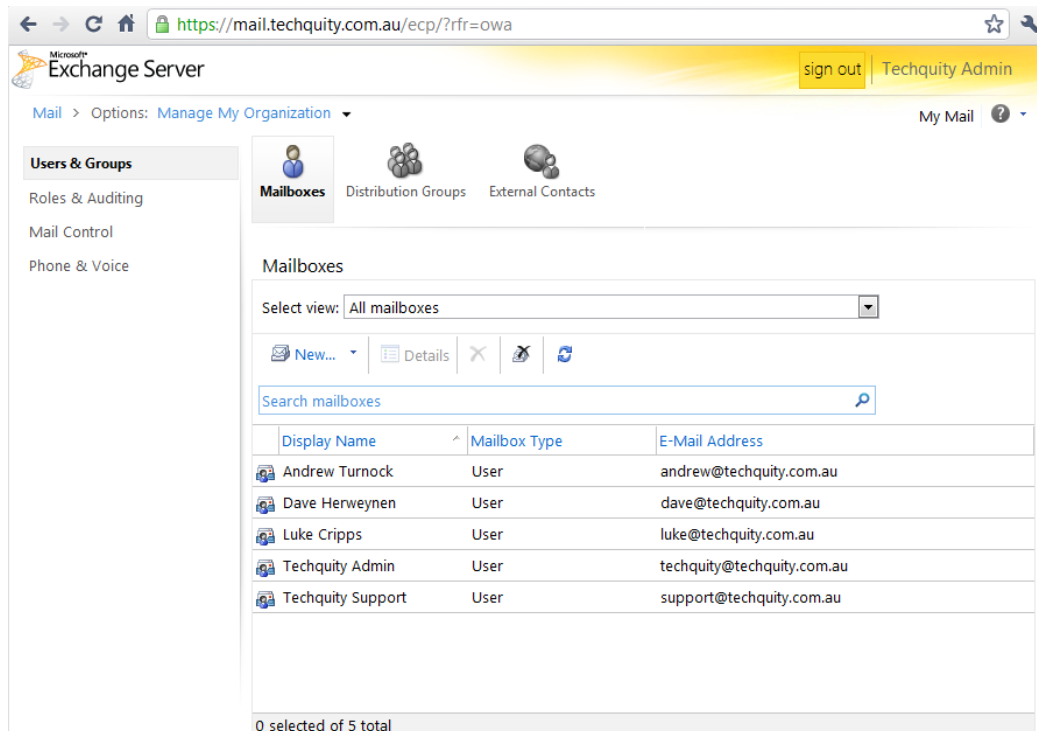 https://mail.techquity.com.au/ecp/?rfr=owa
Microsoft®
Exchange Server
sign out Techquity Admin
Mail > Options: Manage My Organization
My Mail
Users & Groups
Roles & Auditing
Mail Control
Phone & Voice
Mailboxes Distribution Groups External Contacts
Mailboxes
Select view: All mailboxes
New... Details
Search mailboxes
Display Name Mailbox Type E-Mail Address
Andrew Turnock User andrew@techquity.com.au
Dave Herweynen User dave@techquity.com.au
Luke Cripps User luke@techquity.com.au
Techquity Admin User techquity@techquity.com.au
Techquity Support User support@techquity.com.au
0 selected of 5 total